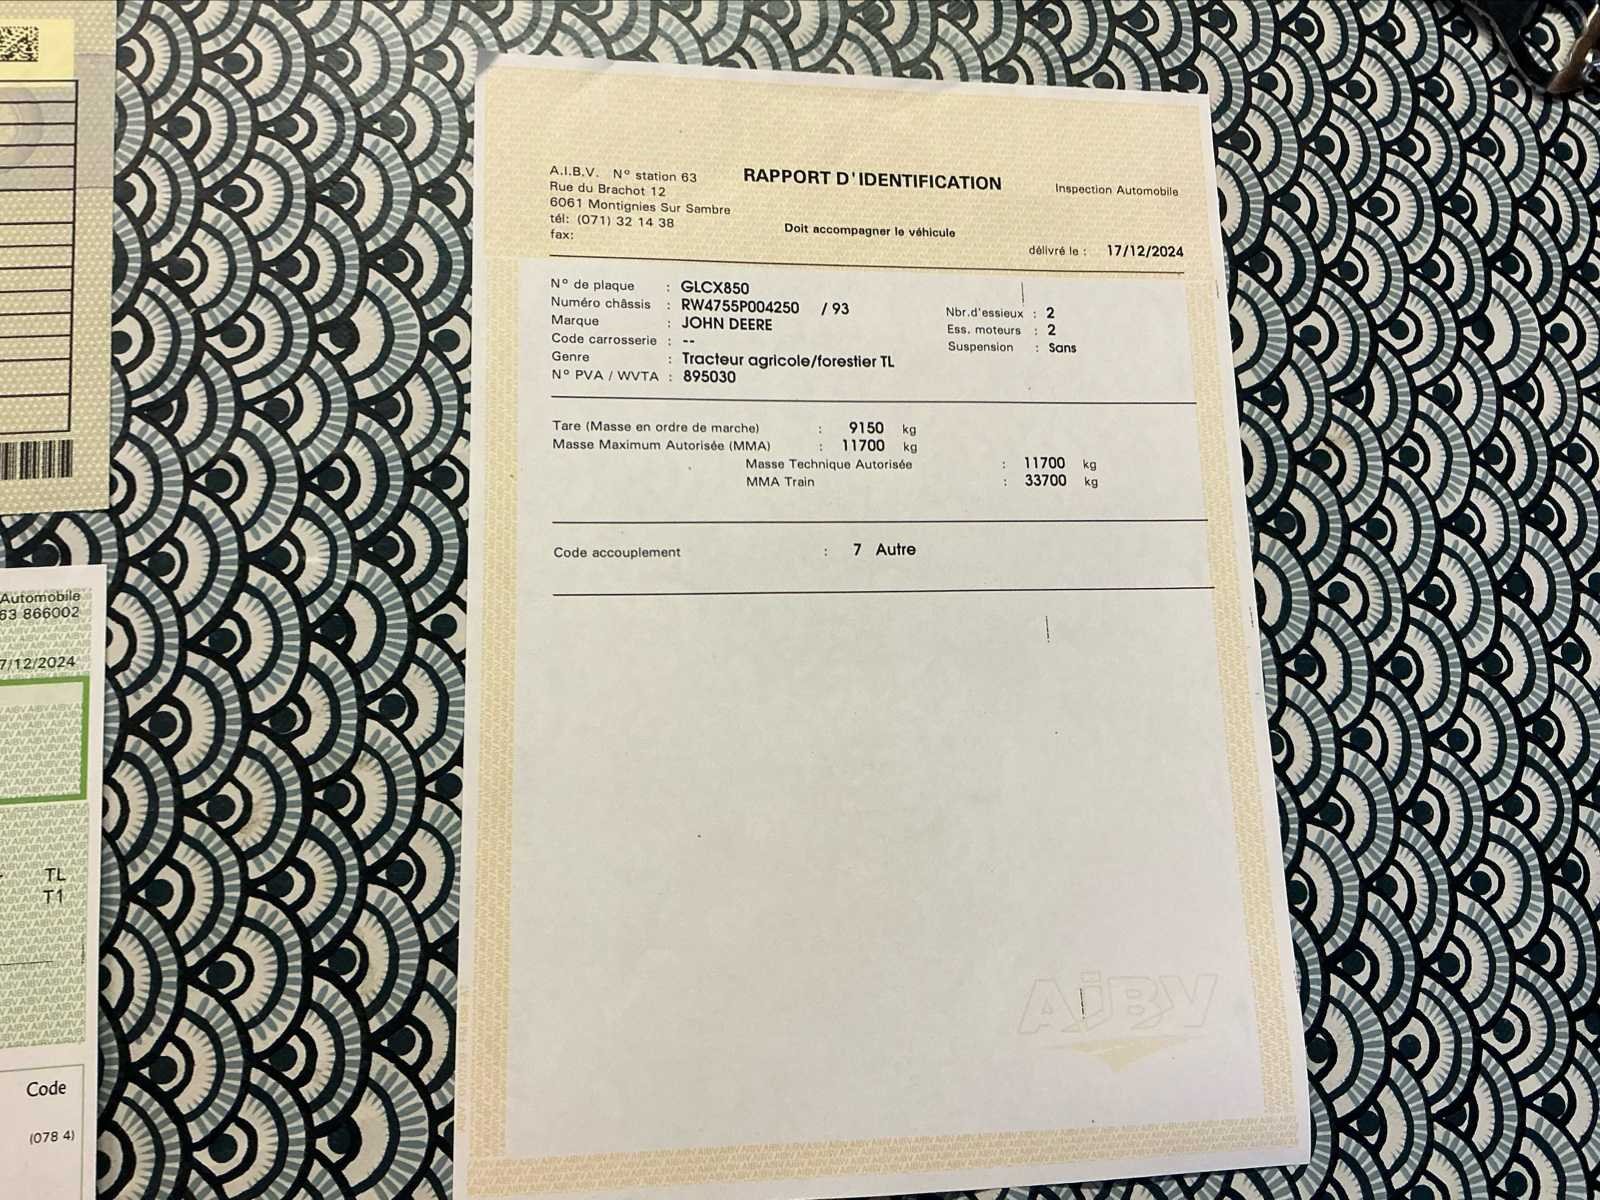 A.I.B.V. N° station 63
Rue du Brachot 12
6061 Montignies Sur Sambre
tél: (071) 32 14 38
fax:
RAPPORT D'IDENTIFICATION
Doit accompagner le véhicule
Inspection Automobile
délivré le : 17/12/2024
N° de plaque : GLCX850
Numéro châssis : RW4755P004250 / 93
Marque : JOHN DEERE
Code carrosserie : --
Genre : Tracteur agricole/forestier TL
N° PVA / WVTA : 895030
Nbr.d'essieux : 2
Ess. moteurs : 2
Suspension : Sans
Tare (Masse en ordre de marche) : 9150 kg
Masse Maximum Autorisée (MMA) : 11700 kg
Masse Technique Autorisée : 11700 kg
MMA Train : 33700 kg
Code accouplement : 7 Autre
AIBV
Automobile
63 866002
7/12/2024
TL
T1
Code
(078 4)